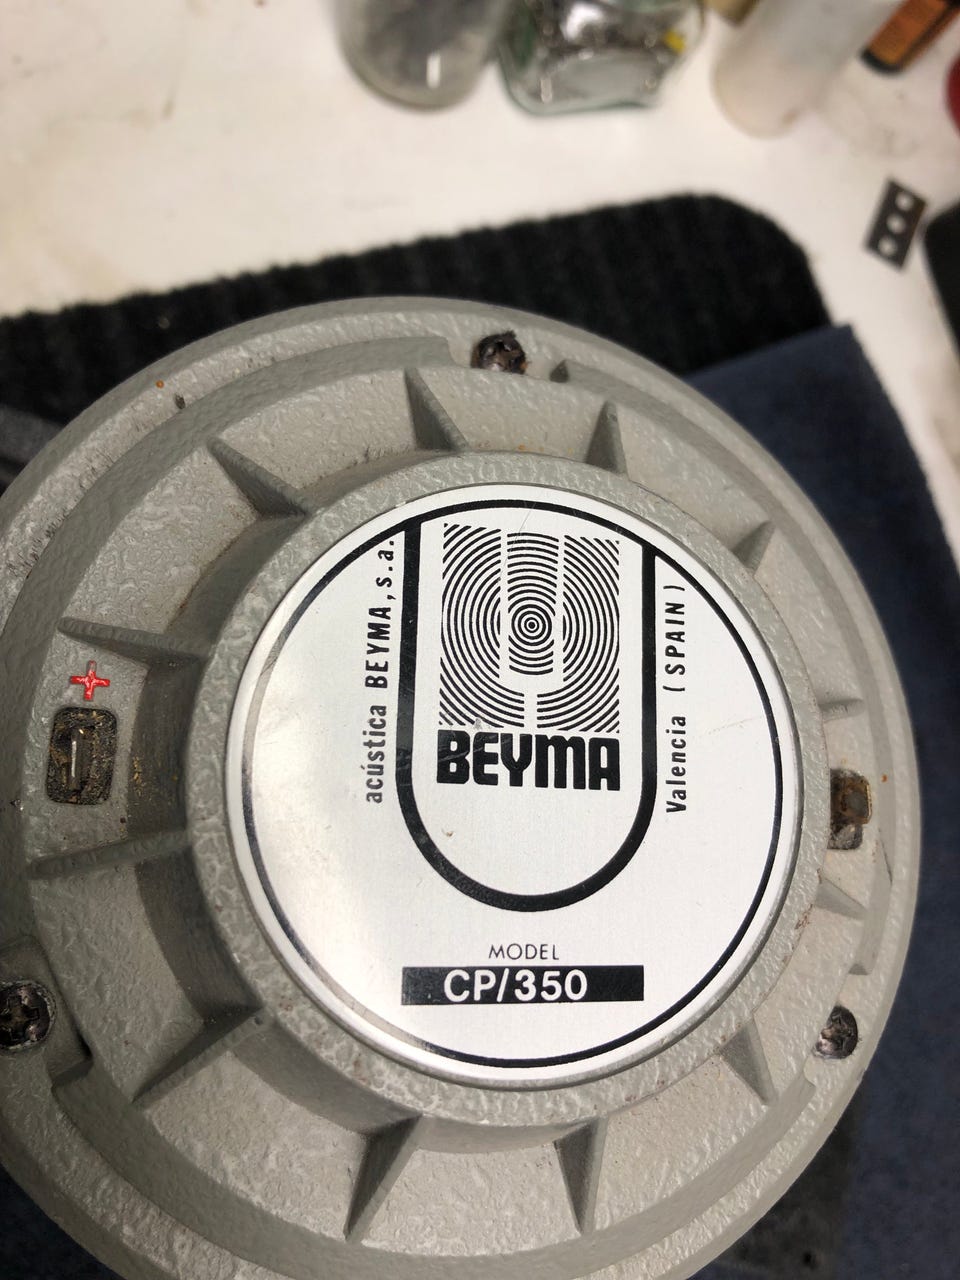 +
acústica BEYMA, s.a.
BEYMA
Valencia (SPAIN)
MODEL
CP/350